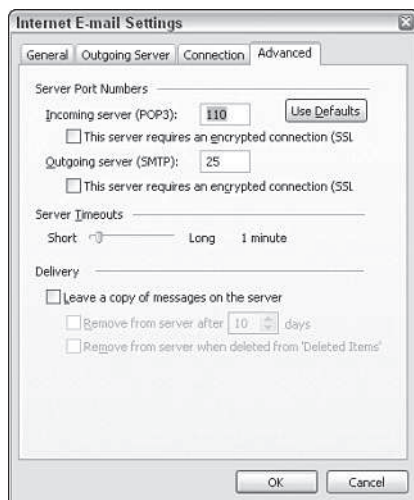 Internet E-mail Settings
General Outgoing Server Connection Advanced
Server Port Numbers
Incoming server (POP3): 110 Use Defaults
This server requires an encrypted connection (SSL
Outgoing server (SMTP): 25
This server requires an encrypted connection (SSL
Server Timeouts
Short Long 1 minute
Delivery
Leave a copy of messages on the server
Remove from server after 10 days
Remove from server when deleted from 'Deleted Items'
OK Cancel